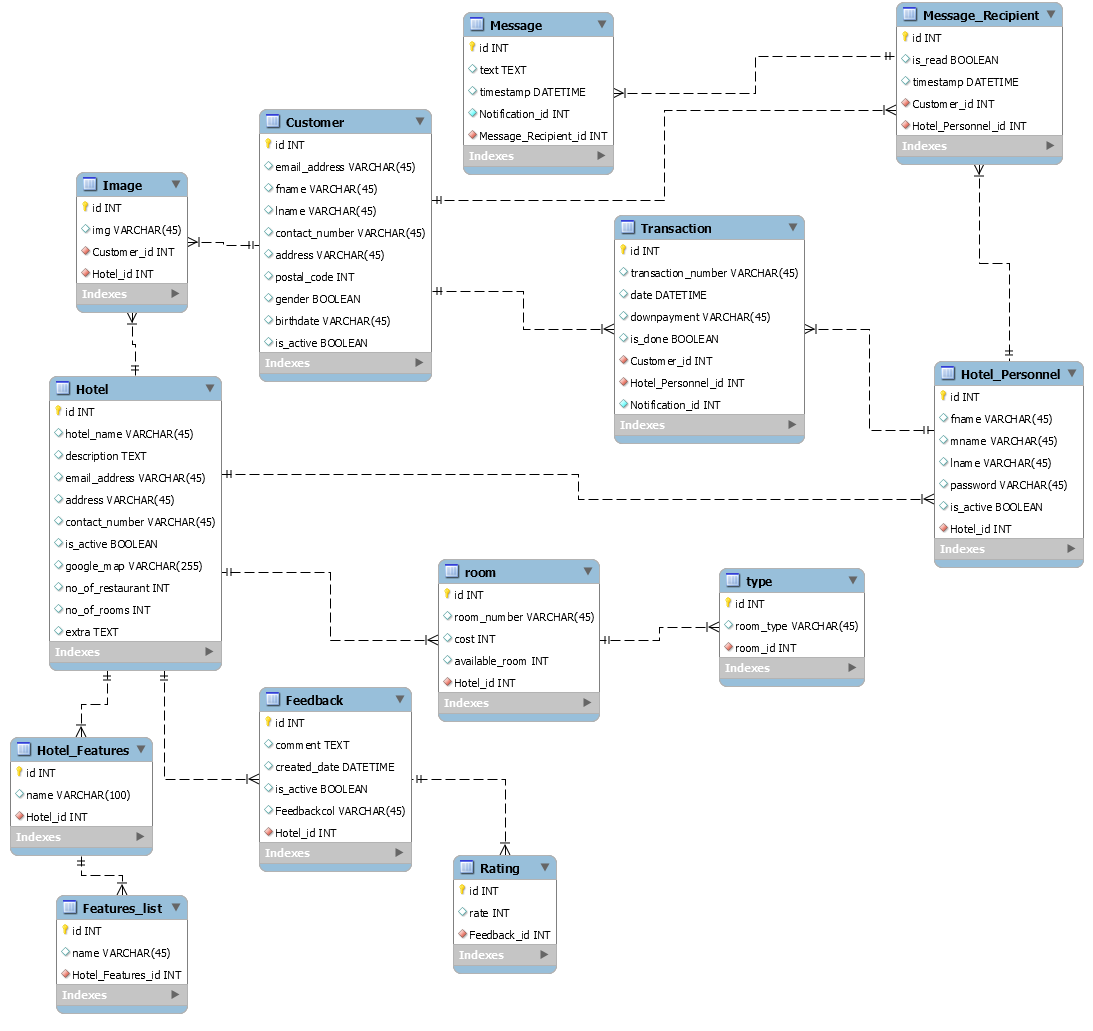 Message
id INT
text TEXT
timestamp DATETIME
Notification_id INT
Message_Recipient_id INT
Indexes
Message_Recipient
id INT
is_read BOOLEAN
timestamp DATETIME
Customer_id INT
Hotel_Personnel_id INT
Indexes
Customer
id INT
email_address VARCHAR(45)
fname VARCHAR(45)
lname VARCHAR(45)
contact_number VARCHAR(45)
address VARCHAR(45)
postal_code INT
gender BOOLEAN
birthdate VARCHAR(45)
is_active BOOLEAN
Indexes
Image
id INT
img VARCHAR(45)
Customer_id INT
Hotel_id INT
Indexes
Transaction
id INT
transaction_number VARCHAR(45)
date DATETIME
downpayment VARCHAR(45)
is_done BOOLEAN
Customer_id INT
Hotel_Personnel_id INT
Notification_id INT
Indexes
Hotel_Personnel
id INT
fname VARCHAR(45)
mname VARCHAR(45)
lname VARCHAR(45)
password VARCHAR(45)
is_active BOOLEAN
Hotel_id INT
Indexes
Hotel
id INT
hotel_name VARCHAR(45)
description TEXT
email_address VARCHAR(45)
address VARCHAR(45)
contact_number VARCHAR(45)
is_active BOOLEAN
google_map VARCHAR(255)
no_of_restaurant INT
no_of_rooms INT
extra TEXT
Indexes
room
id INT
room_number VARCHAR(45)
cost INT
available_room INT
Hotel_id INT
Indexes
type
id INT
room_type VARCHAR(45)
room_id INT
Indexes
Feedback
id INT
comment TEXT
created_date DATETIME
is_active BOOLEAN
Feedbackcol VARCHAR(45)
Hotel_id INT
Indexes
Hotel_Features
id INT
name VARCHAR(100)
Hotel_id INT
Indexes
Rating
id INT
rate INT
Feedback_id INT
Indexes
Features_list
id INT
name VARCHAR(45)
Hotel_Features_id INT
Indexes